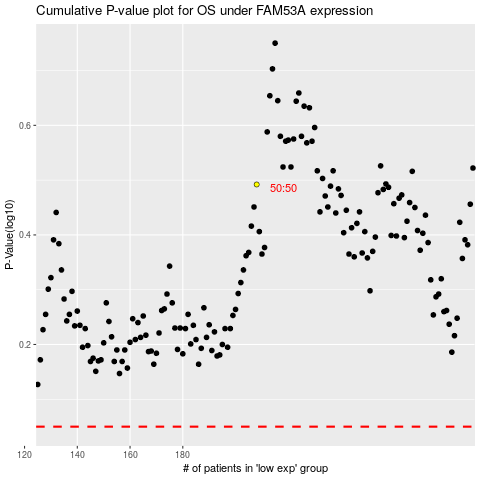 Cumulative P-value plot for OS under FAM53A expression
P-Value(log10)
0.6
0.4
0.2
50:50
120 140 160 180
# of patients in 'low exp' group